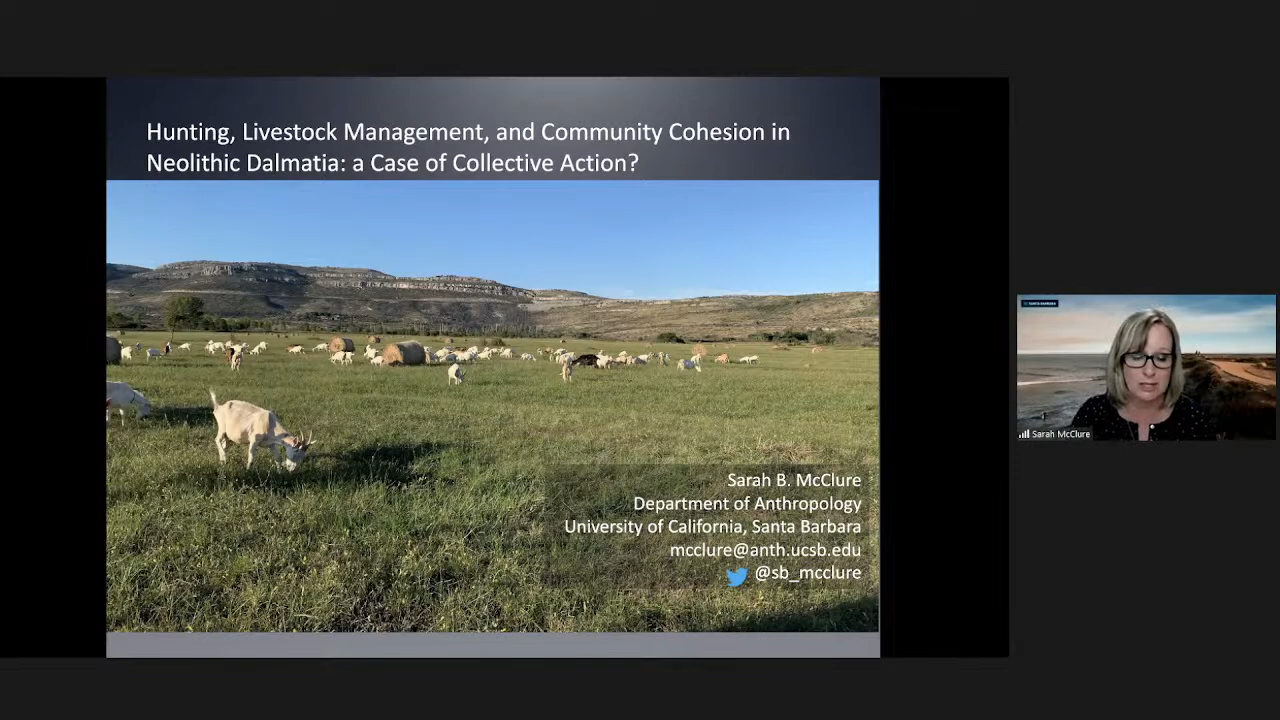 Hunting, Livestock Management, and Community Cohesion in
Neolithic Dalmatia: a Case of Collective Action?
Sarah B. McClure
Department of Anthropology
University of California, Santa Barbara
mcclure@anth.ucsb.edu
@sb_mcclure
Sarah McClure